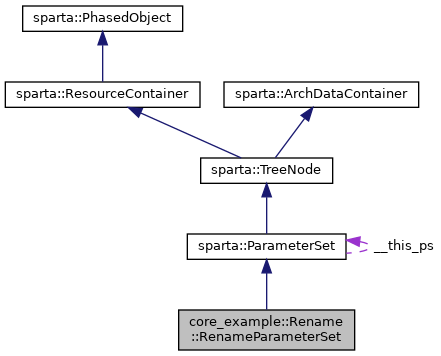 sparta::PhasedObject
sparta::ResourceContainer
sparta::ArchDataContainer
sparta::TreeNode
sparta::ParameterSet
__this_ps
core_example::Rename
::RenameParameterSet